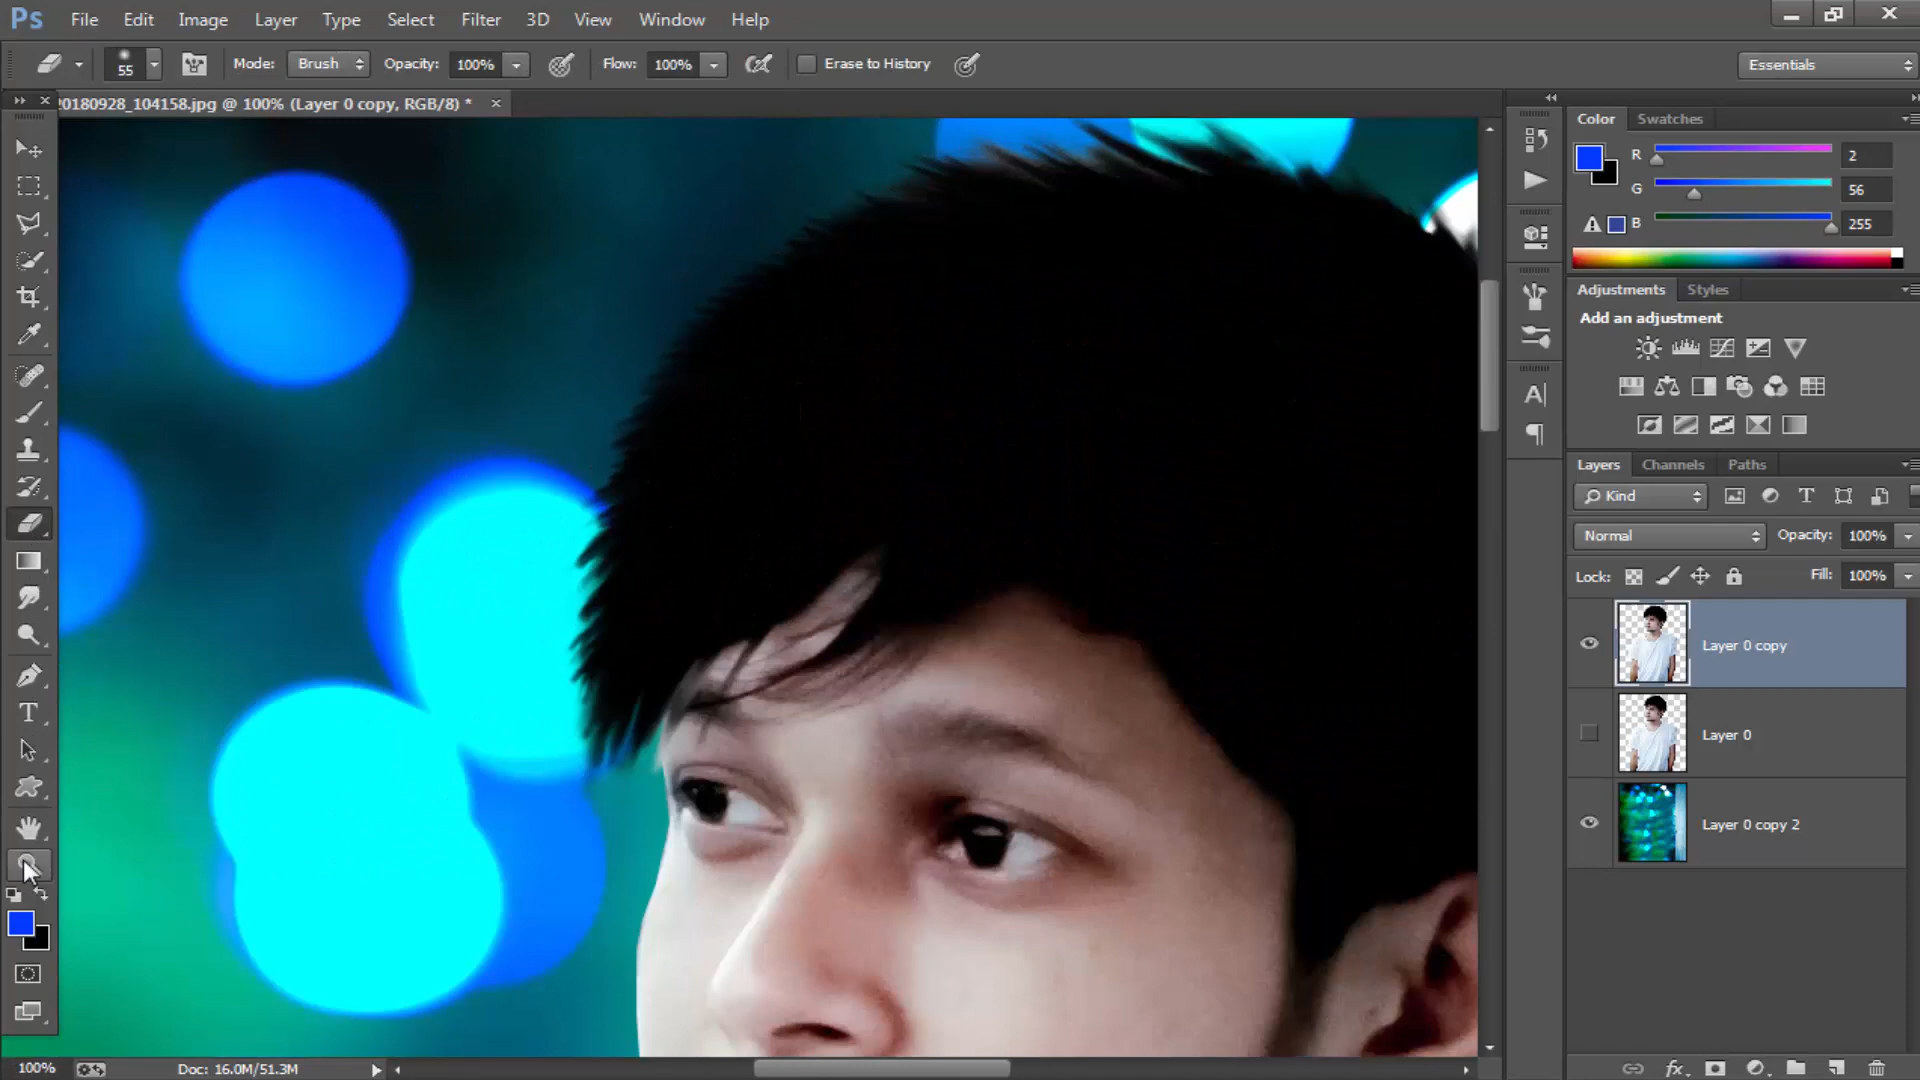 Ps File Edit Image Layer Type Select Filter 3D View Window Help
55 Mode: Brush Opacity: 100% Flow: 100% Erase to History Essentials
20180928_104158.jpg @ 100% (Layer 0 copy, RGB/8) *
Color Swatches
R 2
G 56
B 255
Adjustments Styles
Add an adjustment
Layers Channels Paths
Kind
Normal Opacity: 100%
Lock: Fill: 100%
Layer 0 copy
Layer 0
Layer 0 copy 2
100% Doc: 16.0M/51.3M